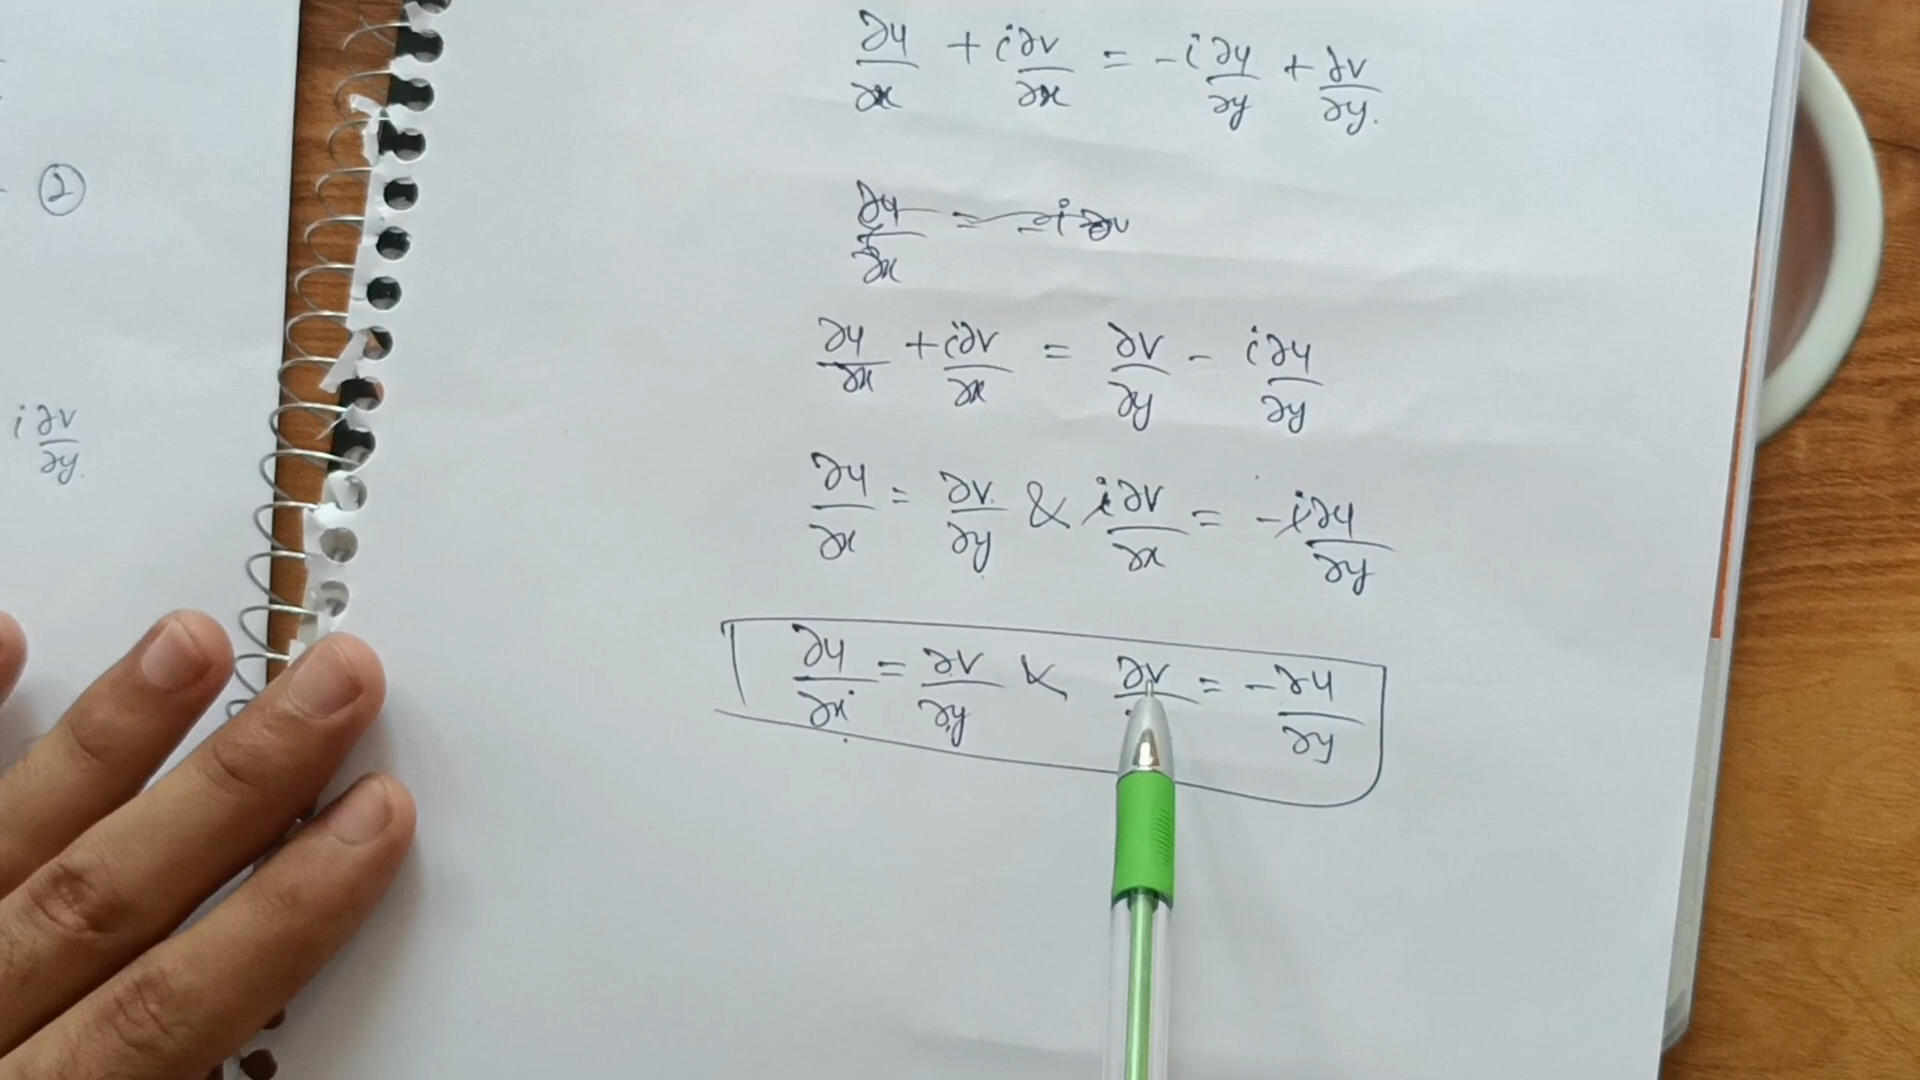 ②
i ∂v/∂y.
∂u/∂x + i∂v/∂x = -i ∂u/∂y + ∂v/∂y.
∂u/∂x = -i ∂v
∂u/∂x + i∂v/∂x = ∂v/∂y - i∂u/∂y
∂u/∂x = ∂v/∂y & i∂v/∂x = -i∂u/∂y
∂u/∂x = ∂v/∂y & ∂v = -∂u/∂y